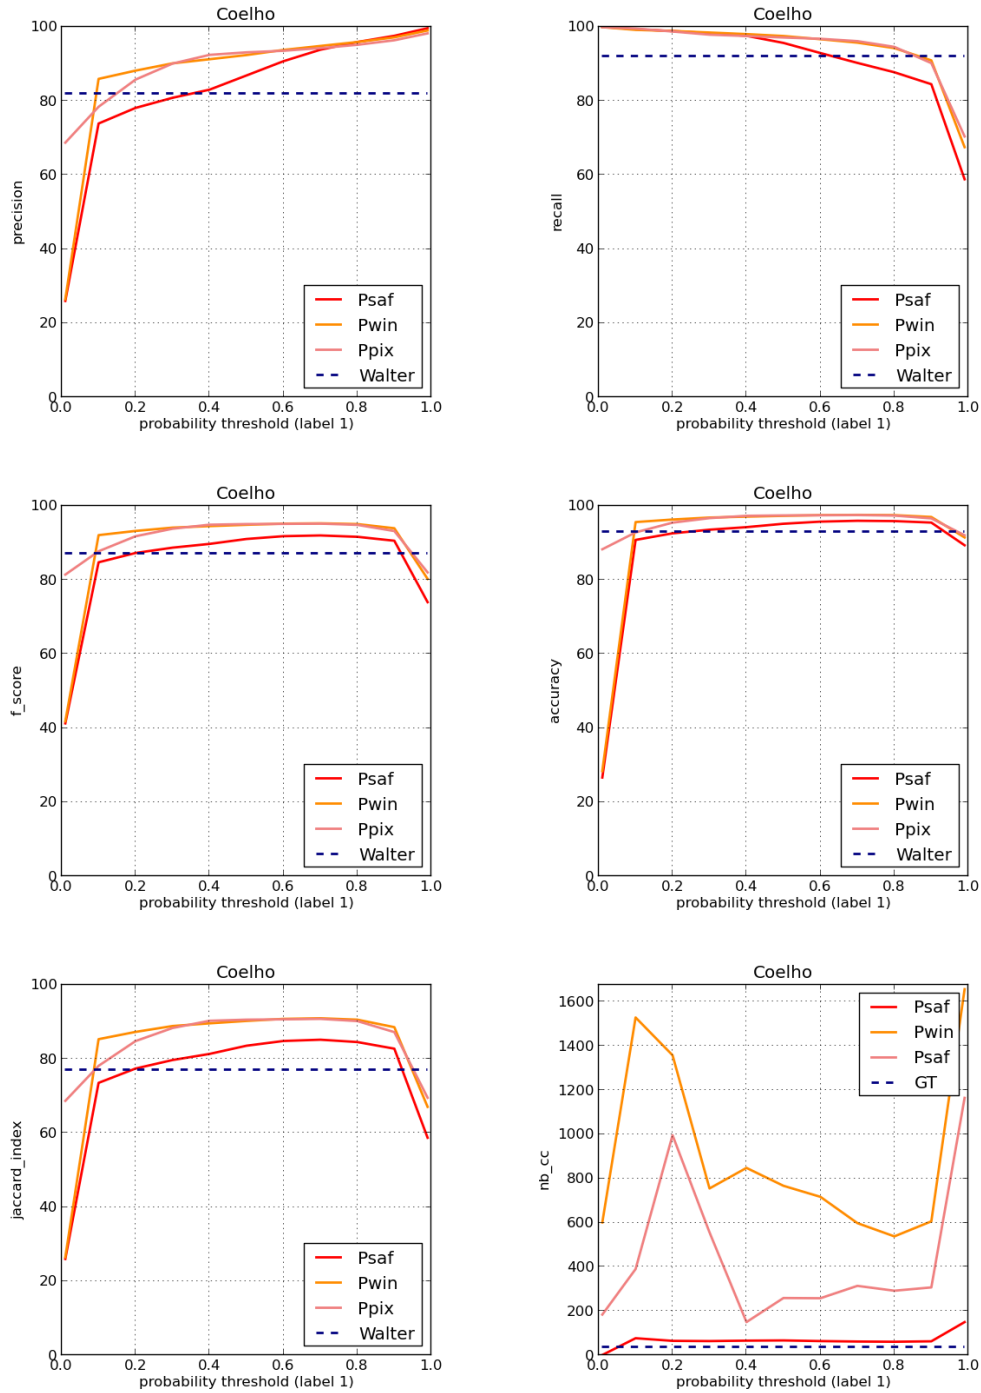 Coelho
100
80
60
40
20
0
precision
Psaf
Pwin
Ppix
Walter
0.0 0.2 0.4 0.6 0.8 1.0
probability threshold (label 1)
Coelho
100
80
60
40
20
0
recall
Psaf
Pwin
Ppix
Walter
0.0 0.2 0.4 0.6 0.8 1.0
probability threshold (label 1)
Coelho
100
80
60
40
20
0
f_score
Psaf
Pwin
Ppix
Walter
0.0 0.2 0.4 0.6 0.8 1.0
probability threshold (label 1)
Coelho
100
80
60
40
20
0
accuracy
Psaf
Pwin
Ppix
Walter
0.0 0.2 0.4 0.6 0.8 1.0
probability threshold (label 1)
Coelho
100
80
60
40
20
0
jaccard_index
Psaf
Pwin
Ppix
Walter
0.0 0.2 0.4 0.6 0.8 1.0
probability threshold (label 1)
Coelho
1600
1400
1200
1000
800
600
400
200
0
nb_cc
Psaf
Pwin
Psaf
GT
0.0 0.2 0.4 0.6 0.8 1.0
probability threshold (label 1)